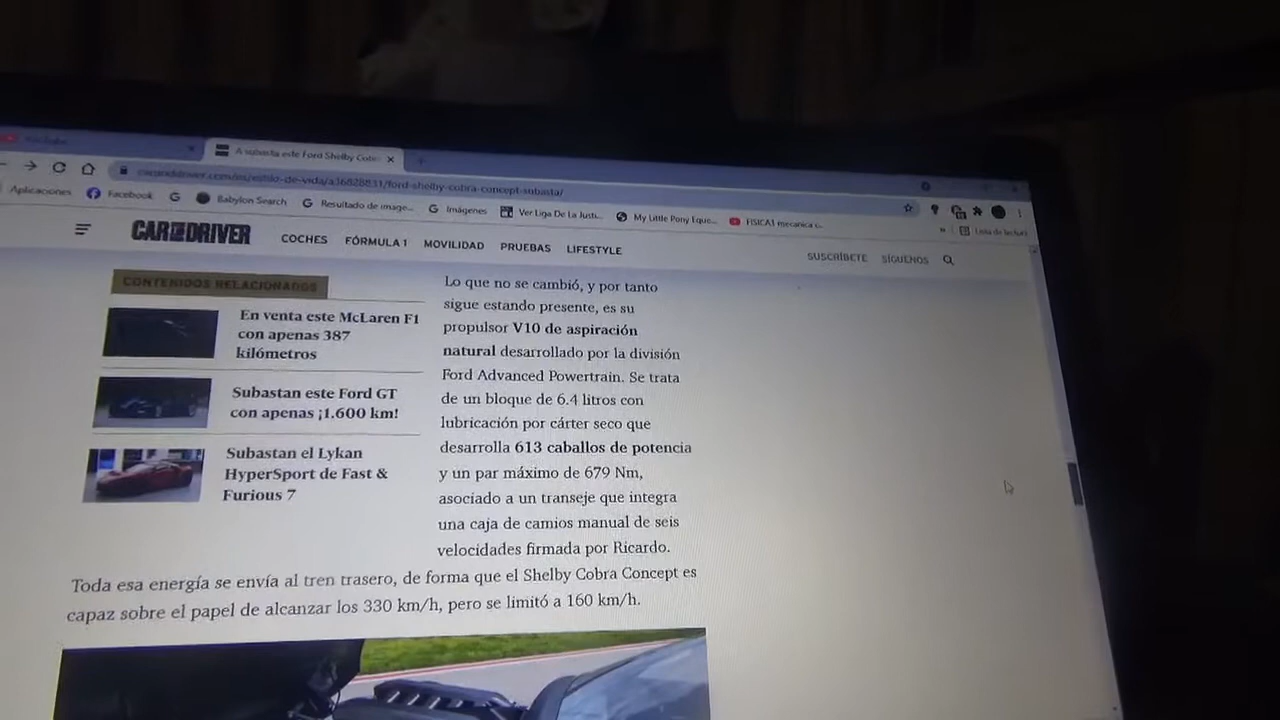 A subasta este Ford Shelby Cobr
caranddriver.com/es/estilo-de-vida/a36828831/ford-shelby-cobra-concept-subasta/
Aplicaciones Facebook Babylon Search Resultado de image... Imágenes Ver Liga De La Justi... My Little Pony Eque... FISICA1 mecanica c... » Lista de lectura
CAR AND DRIVER COCHES FÓRMULA 1 MOVILIDAD PRUEBAS LIFESTYLE SUSCRÍBETE SÍGUENOS
CONTENIDOS RELACIONADOS
En venta este McLaren F1
con apenas 387
kilómetros
Subastan este Ford GT
con apenas ¡1.600 km!
Subastan el Lykan
HyperSport de Fast &
Furious 7
Lo que no se cambió, y por tanto
sigue estando presente, es su
propulsor V10 de aspiración
natural desarrollado por la división
Ford Advanced Powertrain. Se trata
de un bloque de 6.4 litros con
lubricación por cárter seco que
desarrolla 613 caballos de potencia
y un par máximo de 679 Nm,
asociado a un transeje que integra
una caja de camios manual de seis
velocidades firmada por Ricardo.
Toda esa energía se envía al tren trasero, de forma que el Shelby Cobra Concept es
capaz sobre el papel de alcanzar los 330 km/h, pero se limitó a 160 km/h.